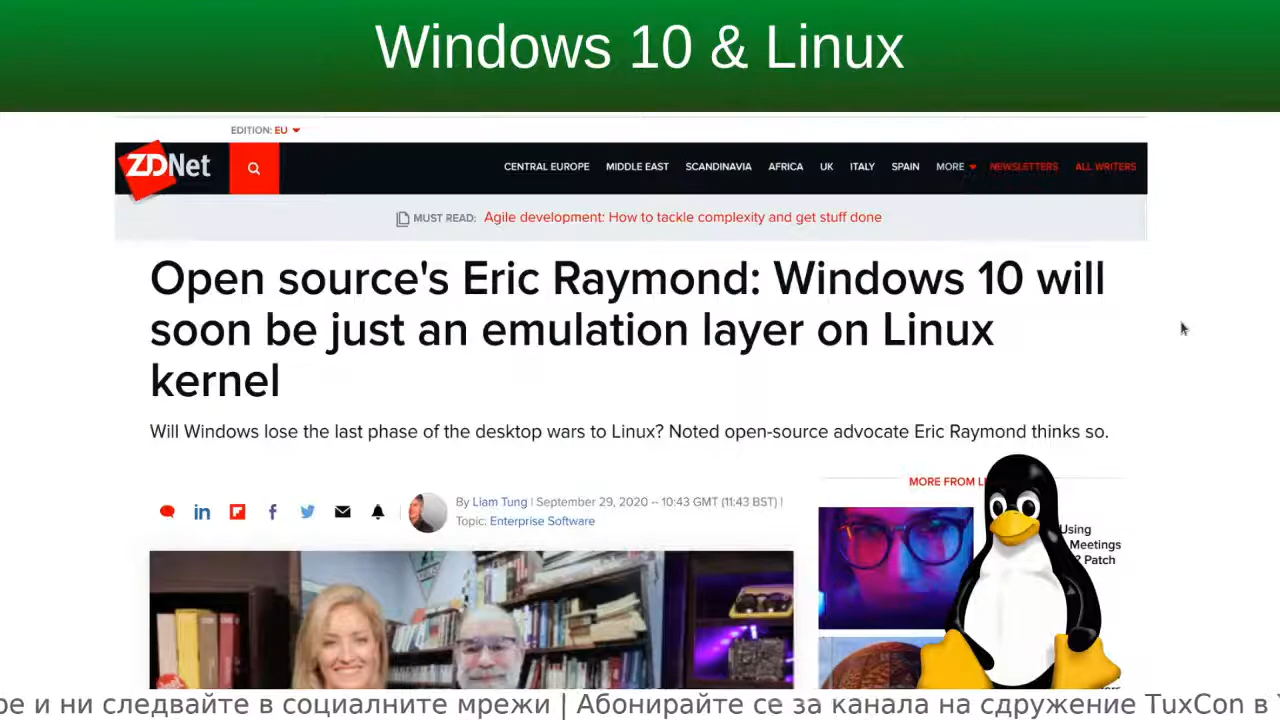 Windows 10 & Linux
EDITION: EU
ZDNet
CENTRAL EUROPE MIDDLE EAST SCANDINAVIA AFRICA UK ITALY SPAIN MORE NEWSLETTERS ALL WRITERS
MUST READ: Agile development: How to tackle complexity and get stuff done
Open source's Eric Raymond: Windows 10 will
soon be just an emulation layer on Linux
kernel
Will Windows lose the last phase of the desktop wars to Linux? Noted open-source advocate Eric Raymond thinks so.
MORE FROM L
By Liam Tung | September 29, 2020 -- 10:43 GMT (11:43 BST) |
Topic: Enterprise Software
Using
Meetings
Patch
и ни следвайте в социалните мрежи | Абонирайте се за канала на сдружение TuxCon в